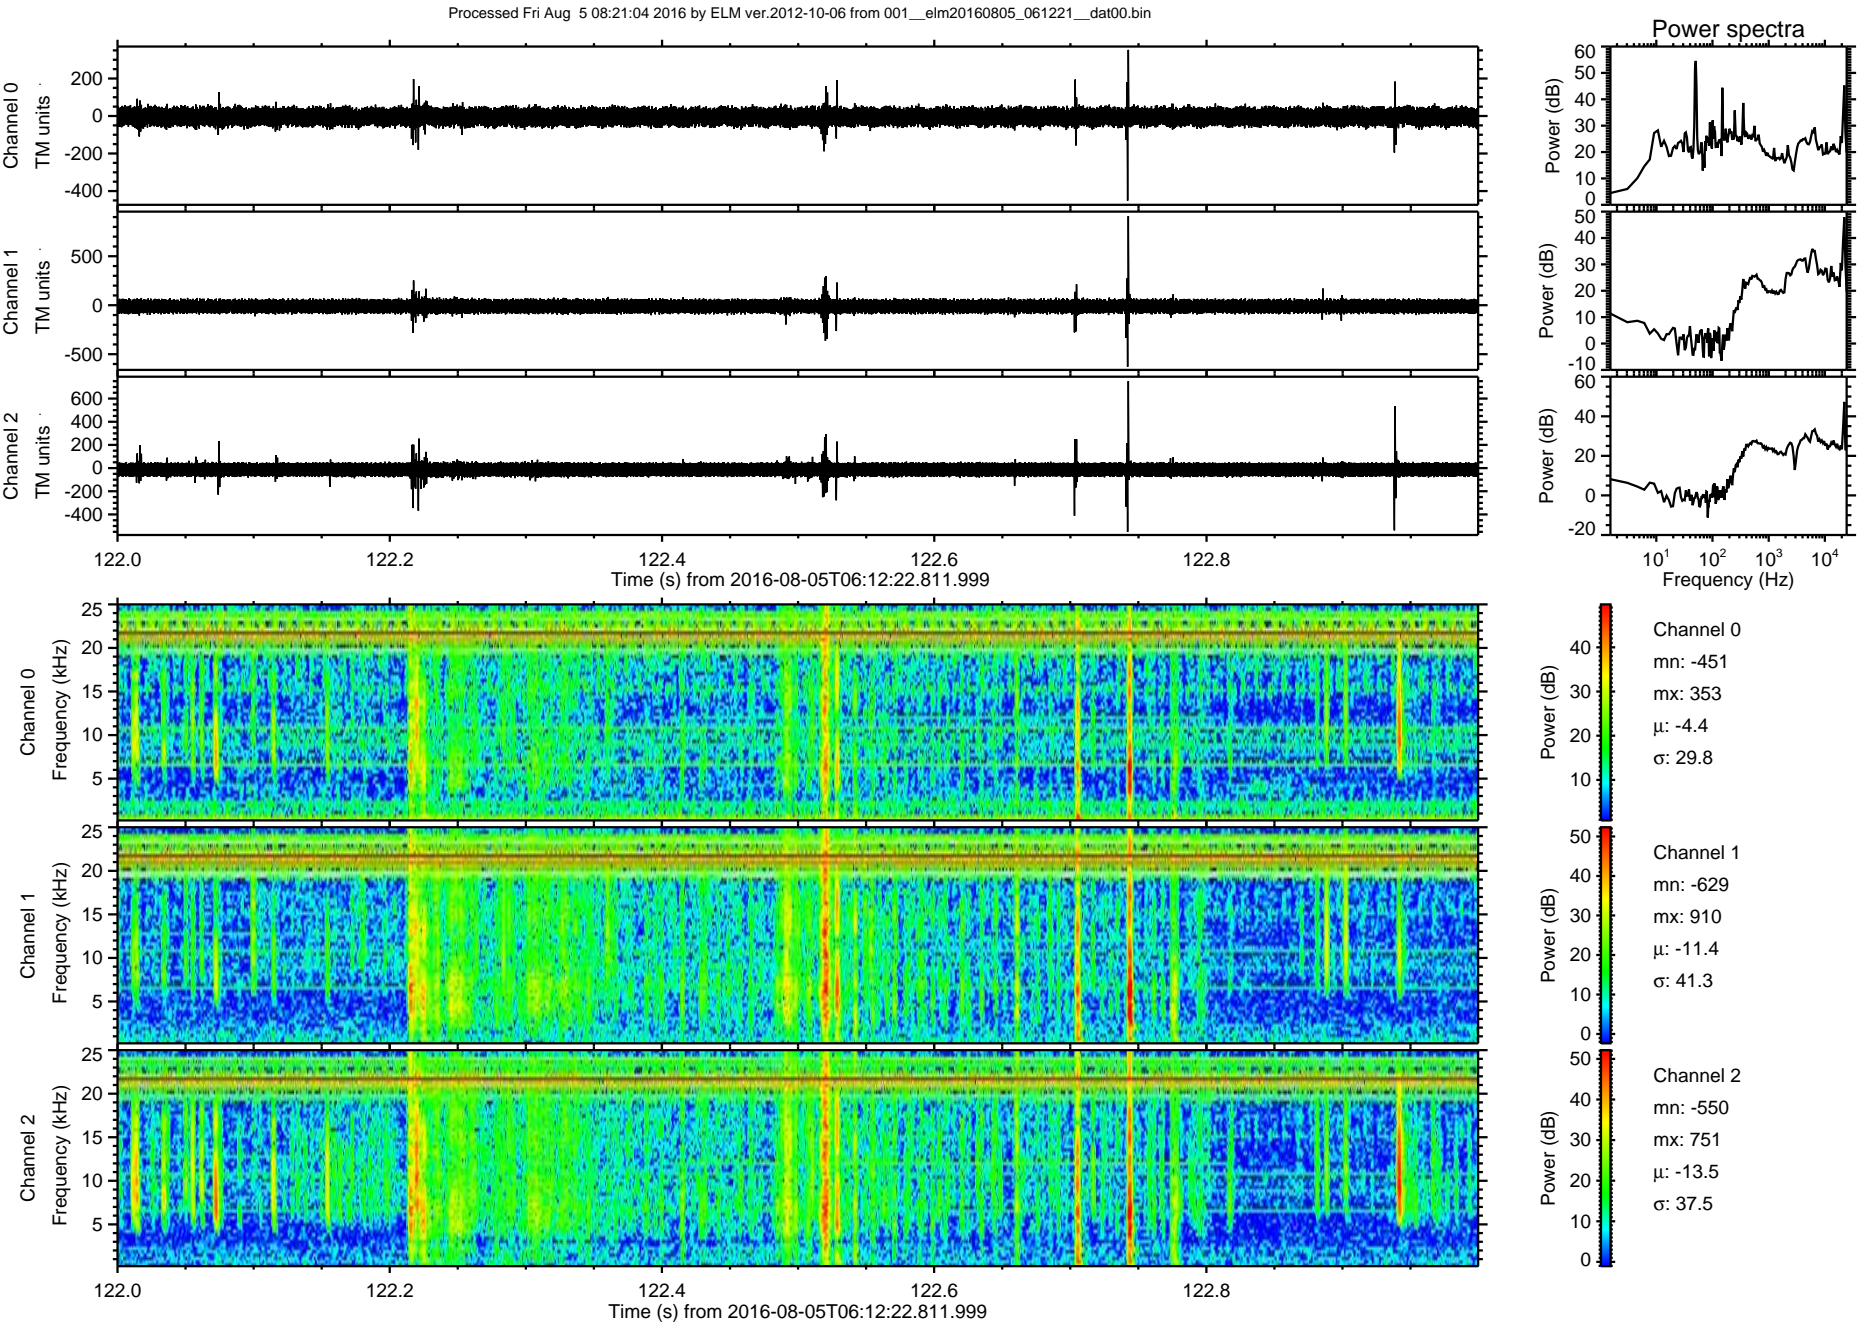 Processed Fri Aug  5 08:21:04 2016 by ELM ver.2012-10-06 from 001__elm20160805_061221__dat00.bin
Power spectra
Channel 0
TM units
200
0
-200
-400
Channel 1
TM units
500
0
-500
Channel 2
TM units
600
400
200
0
-200
-400
122.0 122.2 122.4 122.6 122.8
Time (s) from 2016-08-05T06:12:22.811.999
Power (dB)
60
50
40
30
20
10
0
Power (dB)
50
40
30
20
10
0
-10
Power (dB)
60
40
20
0
-20
10¹ 10² 10³ 10⁴
Frequency (Hz)
Channel 0
Frequency (kHz)
25
20
15
10
5
Channel 1
Frequency (kHz)
25
20
15
10
5
Channel 2
Frequency (kHz)
25
20
15
10
5
122.0 122.2 122.4 122.6 122.8
Time (s) from 2016-08-05T06:12:22.811.999
Power (dB)
40
30
20
10
Channel 0
mn: -451
mx: 353
μ: -4.4
σ: 29.8
Power (dB)
50
40
30
20
10
0
Channel 1
mn: -629
mx: 910
μ: -11.4
σ: 41.3
Power (dB)
50
40
30
20
10
0
Channel 2
mn: -550
mx: 751
μ: -13.5
σ: 37.5